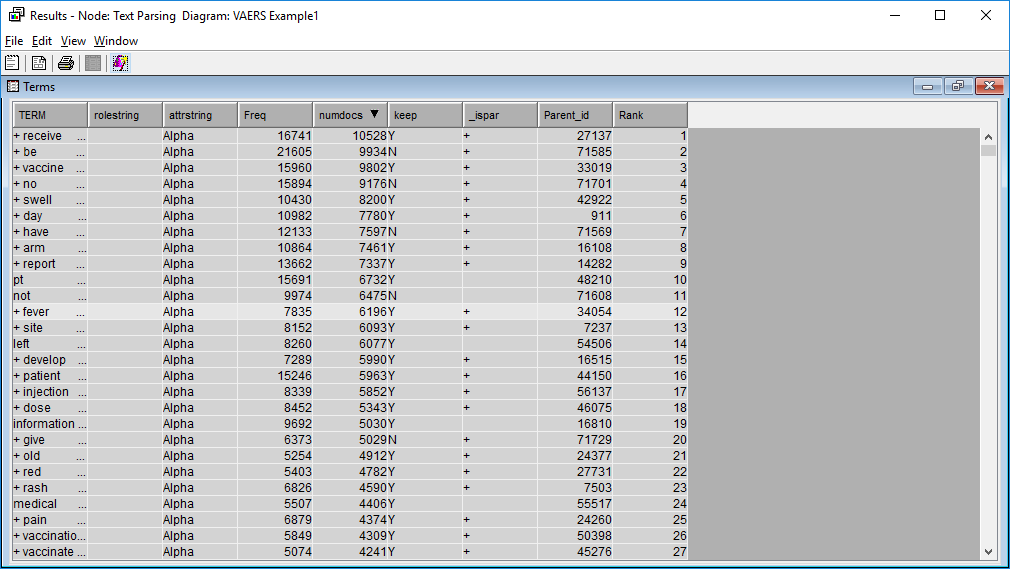 Results - Node: Text Parsing Diagram: VAERS Example1
File Edit View Window
Terms
TERM rolestring attrstring Freq numdocs ▼ keep _ispar Parent_id Rank
+ receive ... Alpha 16741 10528 Y + 27137 1
+ be ... Alpha 21605 9934 N + 71585 2
+ vaccine ... Alpha 15960 9802 Y + 33019 3
+ no ... Alpha 15894 9176 N + 71701 4
+ swell ... Alpha 10430 8200 Y + 42922 5
+ day ... Alpha 10982 7780 Y + 911 6
+ have ... Alpha 12133 7597 N + 71569 7
+ arm ... Alpha 10864 7461 Y + 16108 8
+ report ... Alpha 13662 7337 Y + 14282 9
pt ... Alpha 15691 6732 Y 48210 10
not ... Alpha 9974 6475 N 71608 11
+ fever ... Alpha 7835 6196 Y + 34054 12
+ site ... Alpha 8152 6093 Y + 7237 13
left ... Alpha 8260 6077 Y 54506 14
+ develop ... Alpha 7289 5990 Y + 16515 15
+ patient ... Alpha 15246 5963 Y + 44150 16
+ injection ... Alpha 8339 5852 Y + 56137 17
+ dose ... Alpha 8452 5343 Y + 46075 18
information ... Alpha 9692 5030 Y 16810 19
+ give ... Alpha 6373 5029 N + 71729 20
+ old ... Alpha 5254 4912 Y + 24377 21
+ red ... Alpha 5403 4782 Y + 27731 22
+ rash ... Alpha 6826 4590 Y + 7503 23
medical ... Alpha 5507 4406 Y 55517 24
+ pain ... Alpha 6879 4374 Y + 24260 25
+ vaccinatio... Alpha 5849 4309 Y + 50398 26
+ vaccinate ... Alpha 5074 4241 Y + 45276 27